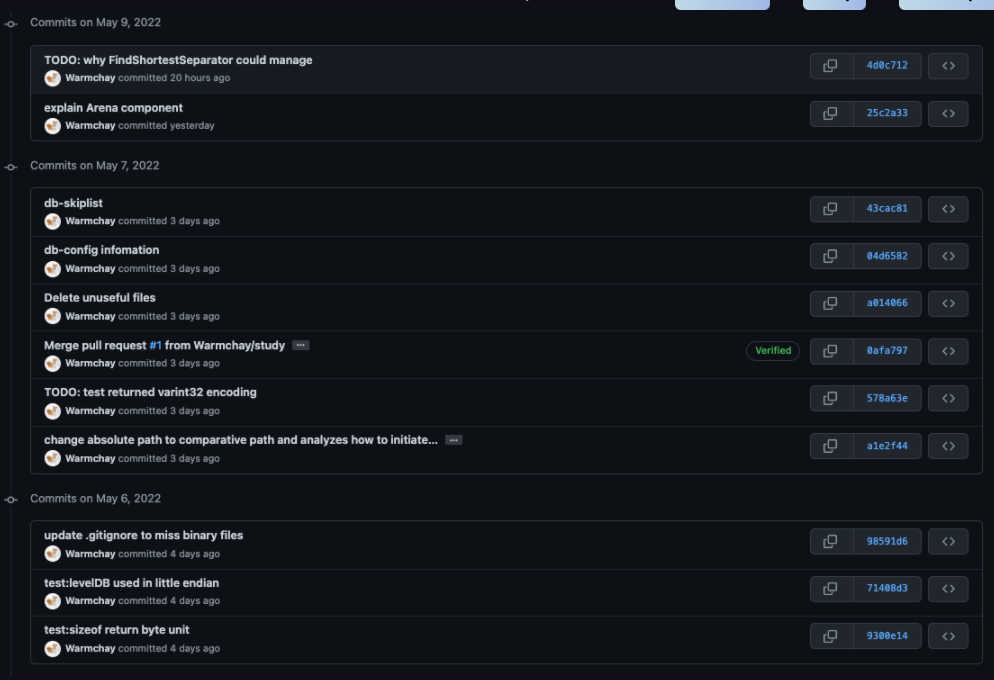 Commits on May 9, 2022
TODO: why FindShortestSeparator could manage
Warmchay committed 20 hours ago
4d0c712
explain Arena component
Warmchay committed yesterday
25c2a33
Commits on May 7, 2022
db-skiplist
Warmchay committed 3 days ago
43cac81
db-config infomation
Warmchay committed 3 days ago
04d6582
Delete unuseful files
Warmchay committed 3 days ago
a014066
Merge pull request #1 from Warmchay/study ...
Warmchay committed 3 days ago
Verified
0afa797
TODO: test returned varint32 encoding
Warmchay committed 3 days ago
578a63e
change absolute path to comparative path and analyzes how to initiate... ...
Warmchay committed 3 days ago
a1e2f44
Commits on May 6, 2022
update .gitignore to miss binary files
Warmchay committed 4 days ago
98591d6
test:levelDB used in little endian
Warmchay committed 4 days ago
71408d3
test:sizeof return byte unit
Warmchay committed 4 days ago
9300e14